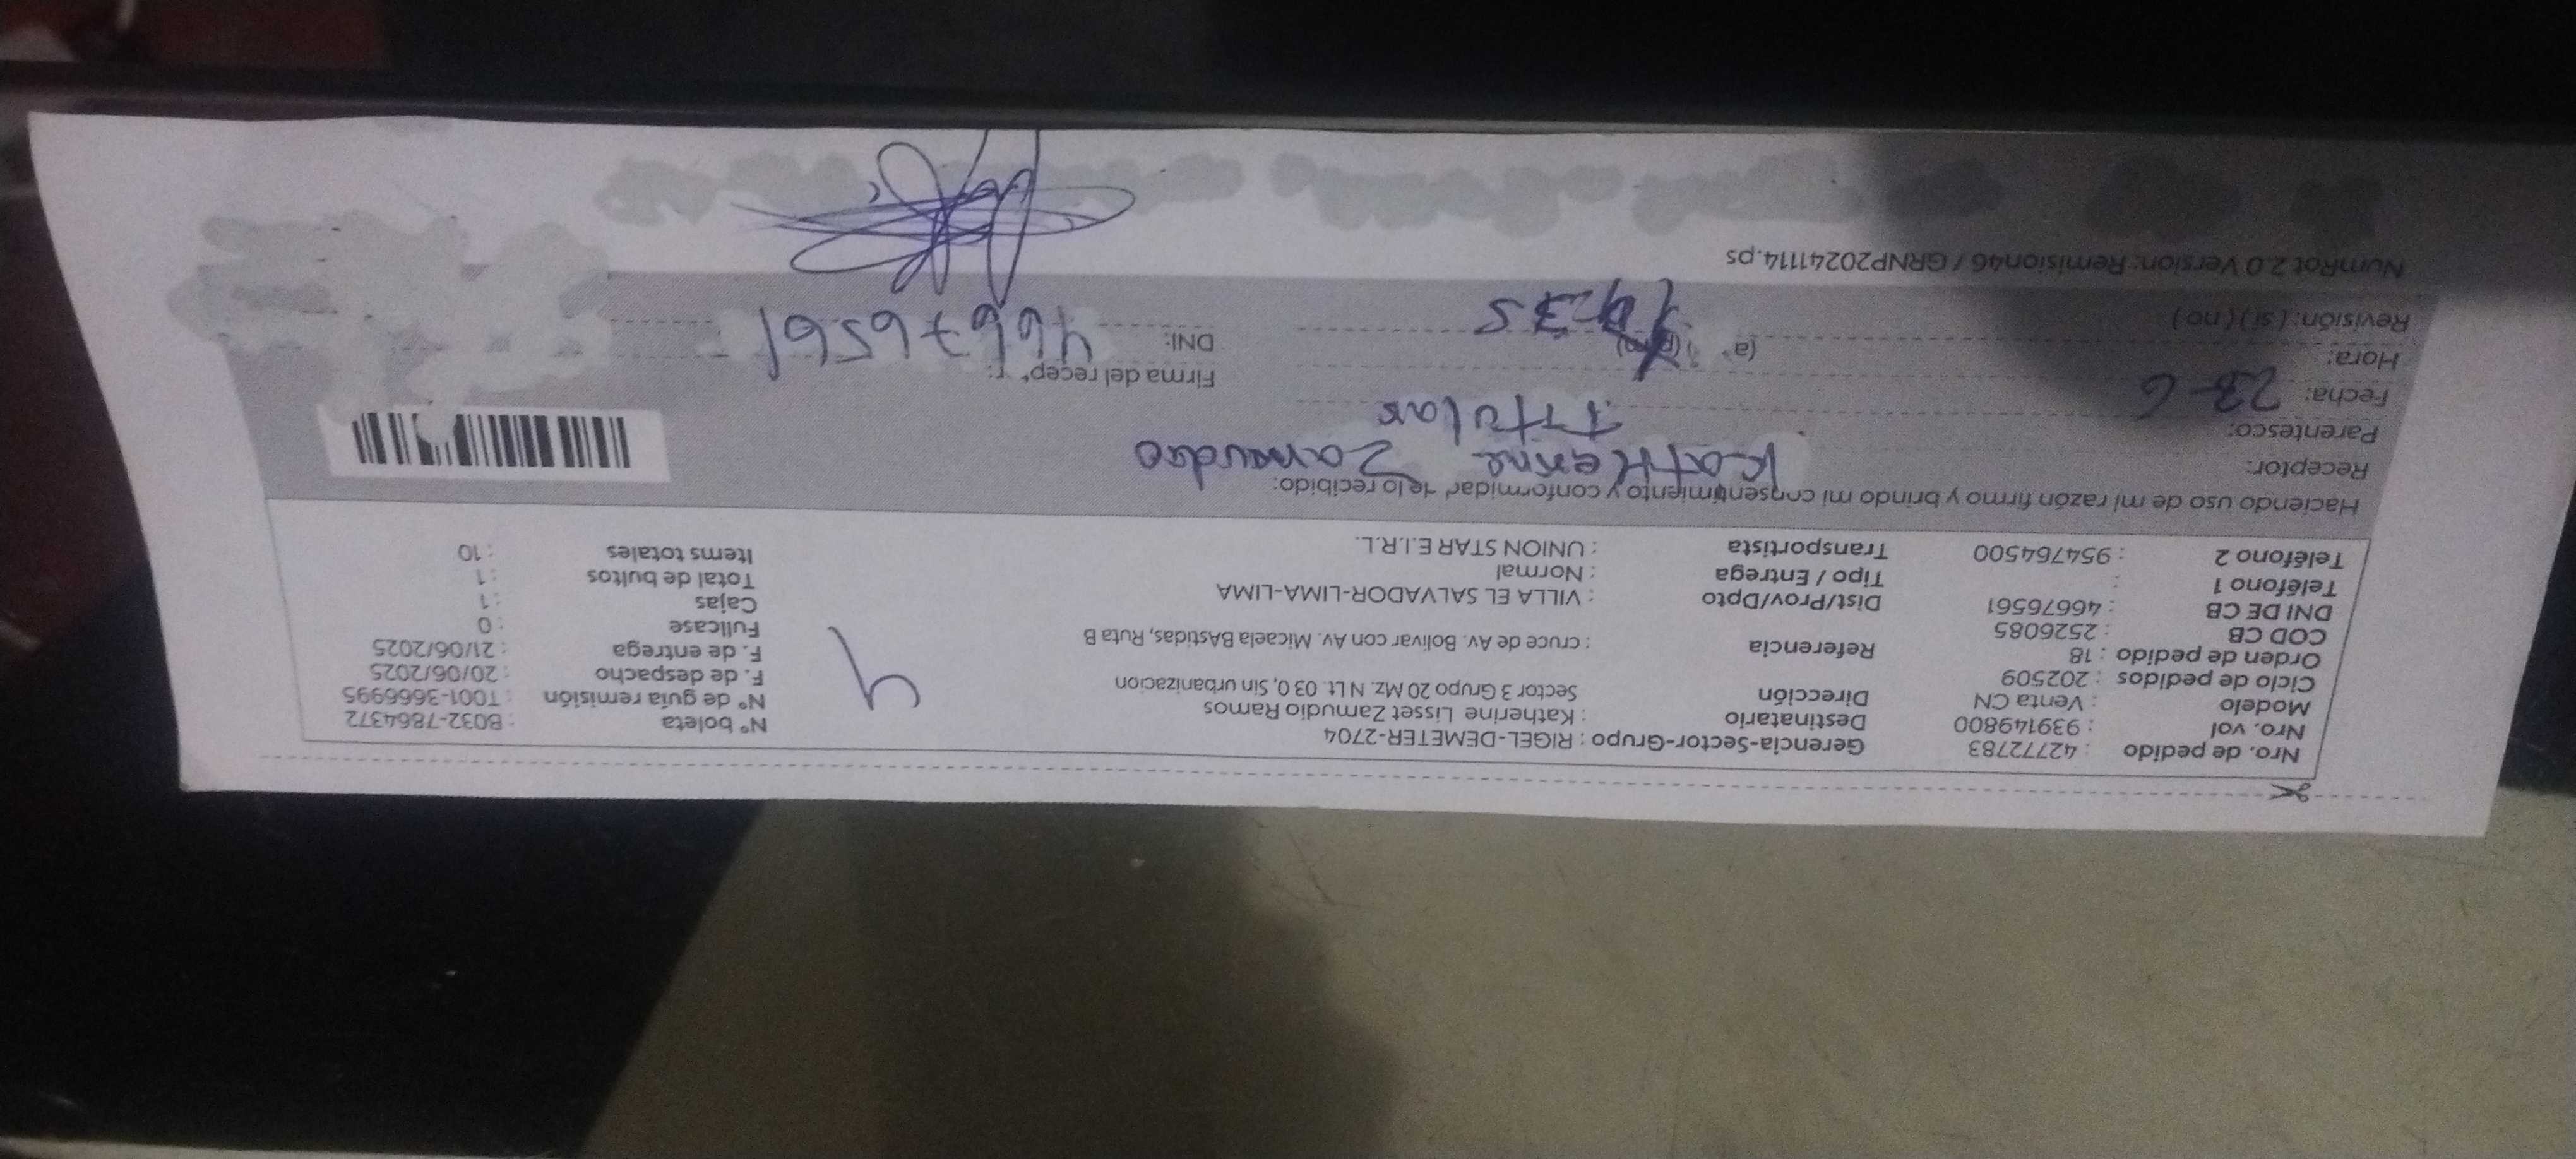 Nro. de pedido : 42772783 Gerencia-Sector-Grupo : RIGEL-DEMETER-2704 N° boleta : B032-7864372
Nro. vol : 939149800 Destinatario : Katherine Lisset Zamudio Ramos N° de guía remisión : T001-3666995
Modelo : Venta CN Dirección Sector 3 Grupo 20 Mz. N Lt. 03 0, Sin urbanizacion F. de despacho : 20/06/2025
Ciclo de pedidos : 202509 F. de entrega : 21/06/2025
Orden de pedido : 18 Referencia : cruce de Av. Bolivar con Av. Micaela BAstidas, Ruta B Fullcase : 0
COD CB : 2526085 Cajas : 1
DNI DE CB : 46676561 Dist/Prov/Dpto : VILLA EL SALVADOR-LIMA-LIMA Total de bultos : 1
Teléfono 1 : Tipo / Entrega : Normal Items totales : 10
Teléfono 2 : 954764500 Transportista : UNION STAR E.I.R.L.
Haciendo uso de mi razón firmo y brindo mi consentimiento y conformidad de lo recibido:
Receptor: Zamudio
Parentesco: Titular
Fecha: 23-6 Firma del receptor:
Hora: DNI: 46676561
Revisión: ( si ) ( no )
NumRot 2.0 Version: Remision46 / GRNP20241114.ps